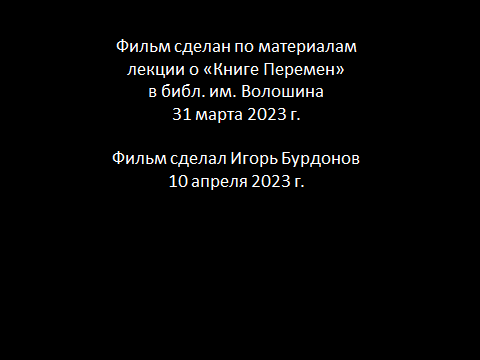 Фильм сделан по материалам
лекции о «Книге Перемен»
в библ. им. Волошина
31 марта 2023 г.
Фильм сделал Игорь Бурдонов
10 апреля 2023 г.